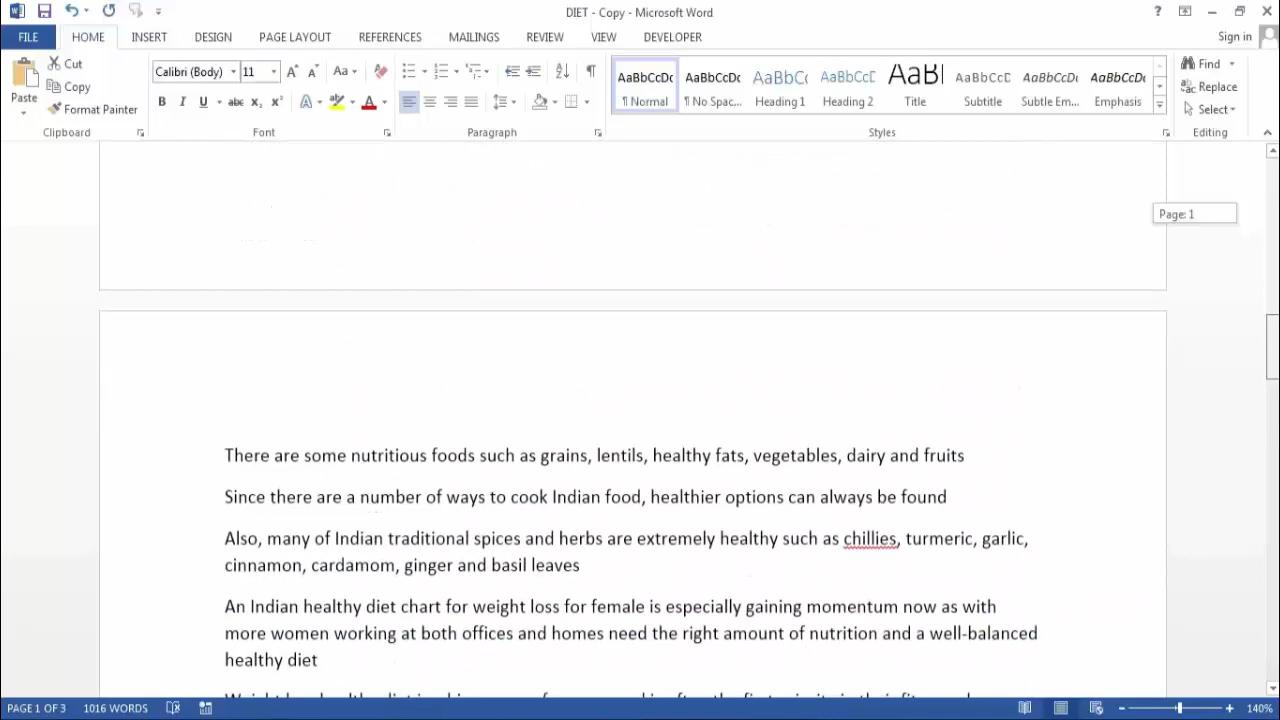 DIET - Copy - Microsoft Word
FILE HOME INSERT DESIGN PAGE LAYOUT REFERENCES MAILINGS REVIEW VIEW DEVELOPER Sign in
Paste
Cut
Copy
Format Painter
Clipboard
Calibri (Body) 11
Font
Paragraph
AaBbCcDc AaBbCcDc AaBbC( AaBbCcD AaBI AaBbCcC AaBbCcDı AaBbCcDı
¶ Normal ¶ No Spac... Heading 1 Heading 2 Title Subtitle Subtle Em... Emphasis
Styles
Find
Replace
Select
Editing
Page: 1
There are some nutritious foods such as grains, lentils, healthy fats, vegetables, dairy and fruits
Since there are a number of ways to cook Indian food, healthier options can always be found
Also, many of Indian traditional spices and herbs are extremely healthy such as chillies, turmeric, garlic,
cinnamon, cardamom, ginger and basil leaves
An Indian healthy diet chart for weight loss for female is especially gaining momentum now as with
more women working at both offices and homes need the right amount of nutrition and a well-balanced
healthy diet
PAGE 1 OF 3 1016 WORDS 140%